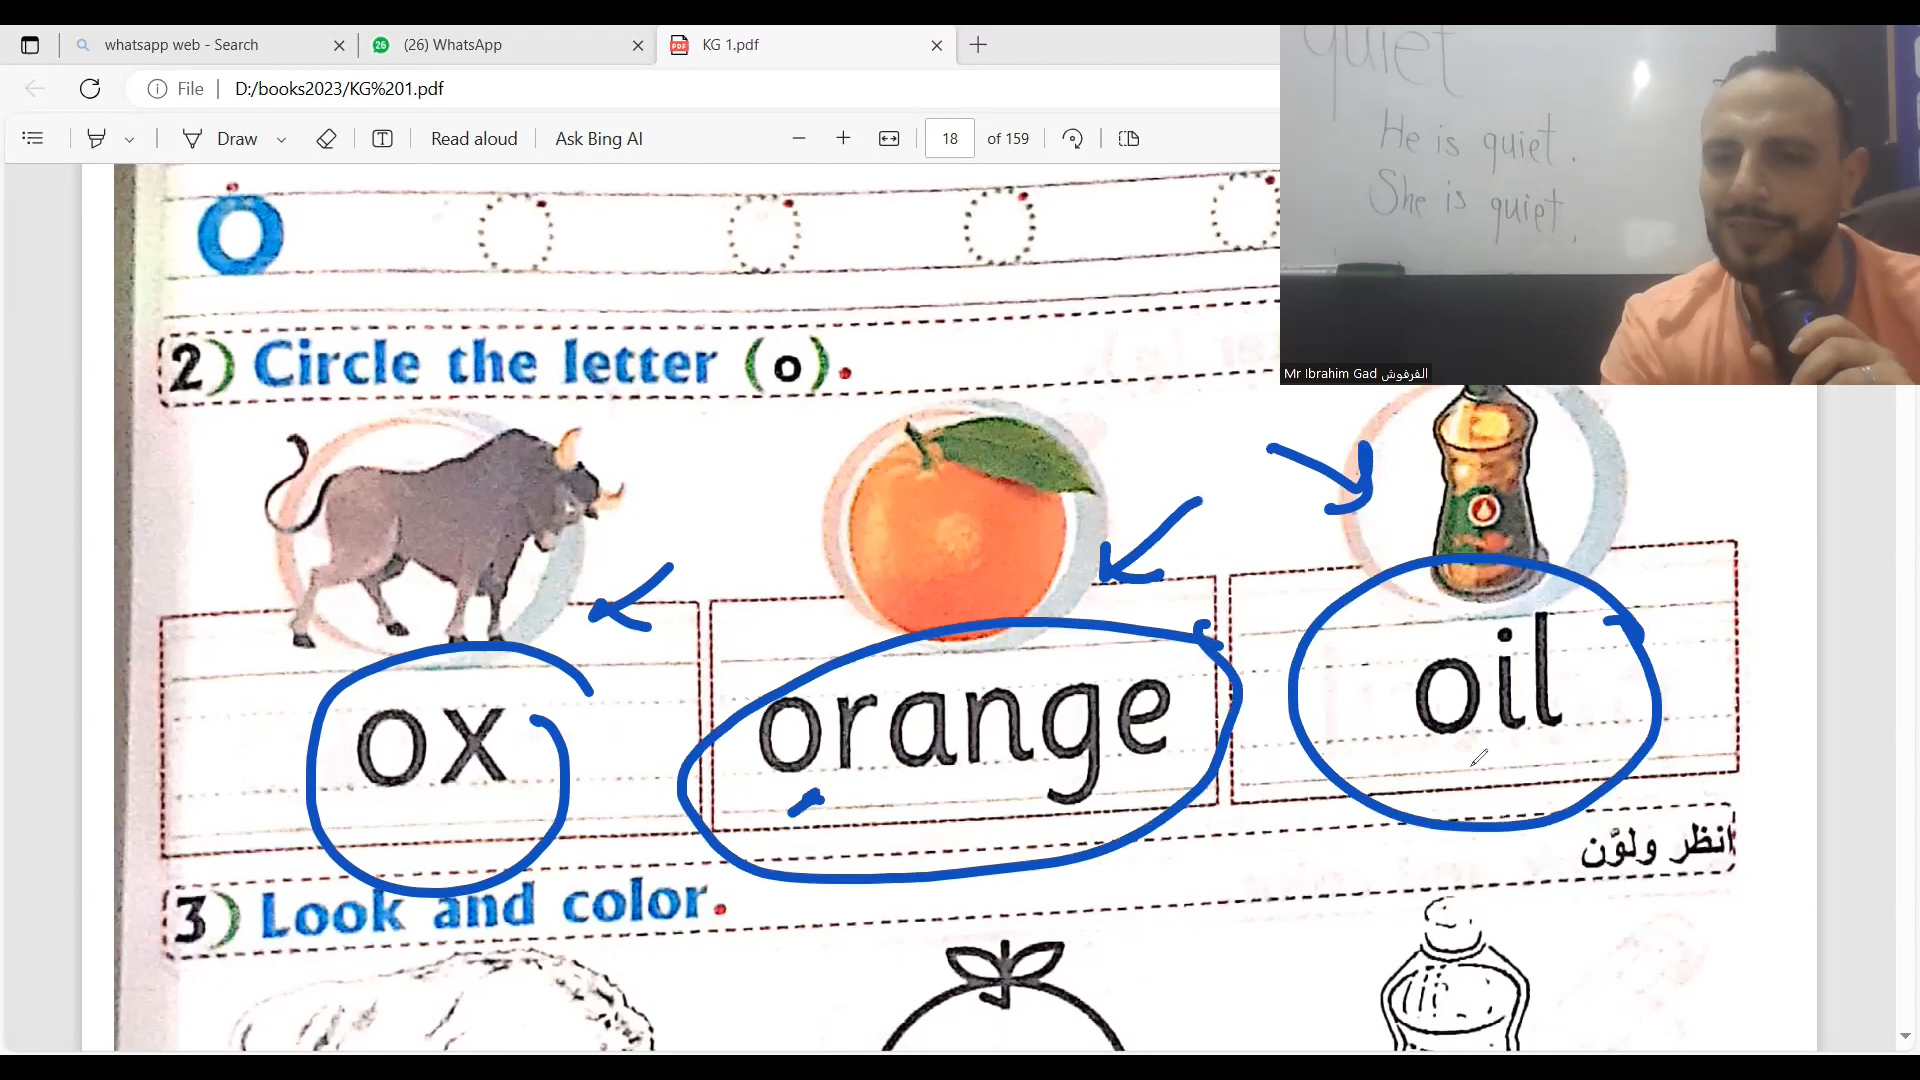 whatsapp web - Search
(26) WhatsApp
KG 1.pdf
File
D:/books2023/KG%201.pdf
Draw
Read aloud
Ask Bing AI
18
of 159
quiet
He is quiet.
She is quiet.
Mr Ibrahim Gad الفرفوش
o
2) Circle the letter (o).
ox
orange
oil
انظر ولوَّن
3) Look and color.